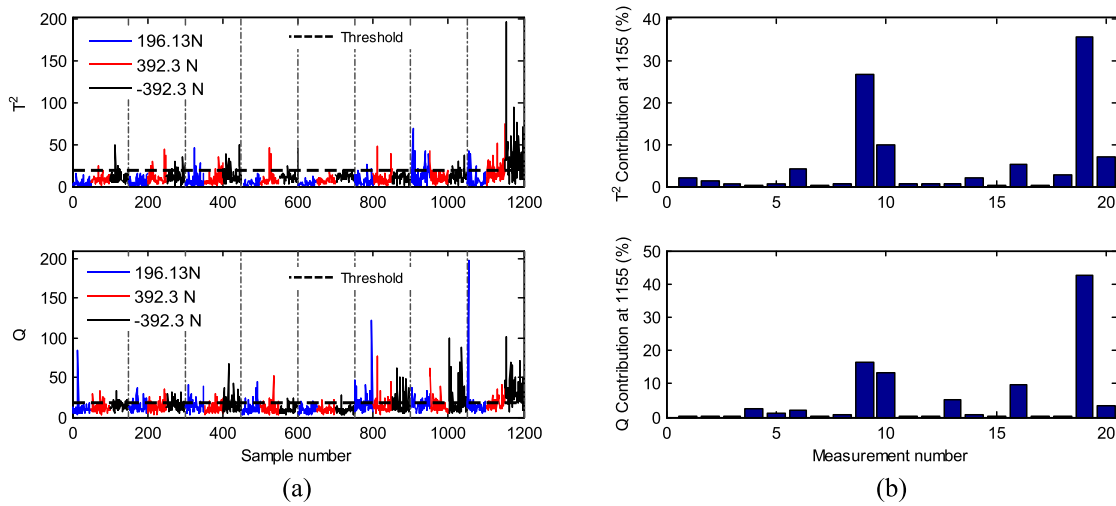 200
150
100
50
0
T²
196.13N
392.3 N
-392.3 N
Threshold
0 200 400 600 800 1000 1200
40
30
20
10
0
T² Contribution at 1155 (%)
0 5 10 15 20
200
150
100
50
0
Q
196.13N
392.3 N
-392.3 N
Threshold
0 200 400 600 800 1000 1200
Sample number
(a)
50
40
30
20
10
0
Q Contribution at 1155 (%)
0 5 10 15 20
Measurement number
(b)